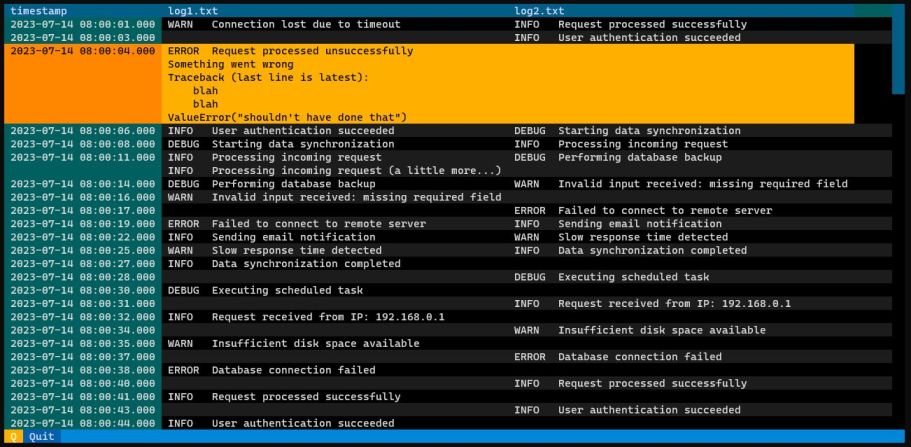 timestamp log1.txt log2.txt
2023-07-14 08:00:01.000 WARN Connection lost due to timeout INFO Request processed successfully
2023-07-14 08:00:03.000 INFO User authentication succeeded
2023-07-14 08:00:04.000 ERROR Request processed unsuccessfully
Something went wrong
Traceback (last line is latest):
blah
blah
ValueError("shouldn't have done that")
2023-07-14 08:00:06.000 INFO User authentication succeeded DEBUG Starting data synchronization
2023-07-14 08:00:08.000 DEBUG Starting data synchronization INFO Processing incoming request
2023-07-14 08:00:11.000 INFO Processing incoming request DEBUG Performing database backup
INFO Processing incoming request (a little more...)
2023-07-14 08:00:14.000 DEBUG Performing database backup WARN Invalid input received: missing required field
2023-07-14 08:00:16.000 WARN Invalid input received: missing required field
2023-07-14 08:00:17.000 ERROR Failed to connect to remote server
2023-07-14 08:00:19.000 ERROR Failed to connect to remote server INFO Sending email notification
2023-07-14 08:00:22.000 INFO Sending email notification WARN Slow response time detected
2023-07-14 08:00:25.000 WARN Slow response time detected INFO Data synchronization completed
2023-07-14 08:00:27.000 INFO Data synchronization completed
2023-07-14 08:00:28.000 DEBUG Executing scheduled task
2023-07-14 08:00:30.000 DEBUG Executing scheduled task
2023-07-14 08:00:31.000 INFO Request received from IP: 192.168.0.1
2023-07-14 08:00:32.000 INFO Request received from IP: 192.168.0.1
2023-07-14 08:00:34.000 WARN Insufficient disk space available
2023-07-14 08:00:35.000 WARN Insufficient disk space available
2023-07-14 08:00:37.000 ERROR Database connection failed
2023-07-14 08:00:38.000 ERROR Database connection failed
2023-07-14 08:00:40.000 INFO Request processed successfully
2023-07-14 08:00:41.000 INFO Request processed successfully
2023-07-14 08:00:43.000 INFO User authentication succeeded
2023-07-14 08:00:44.000 INFO User authentication succeeded
Q Quit